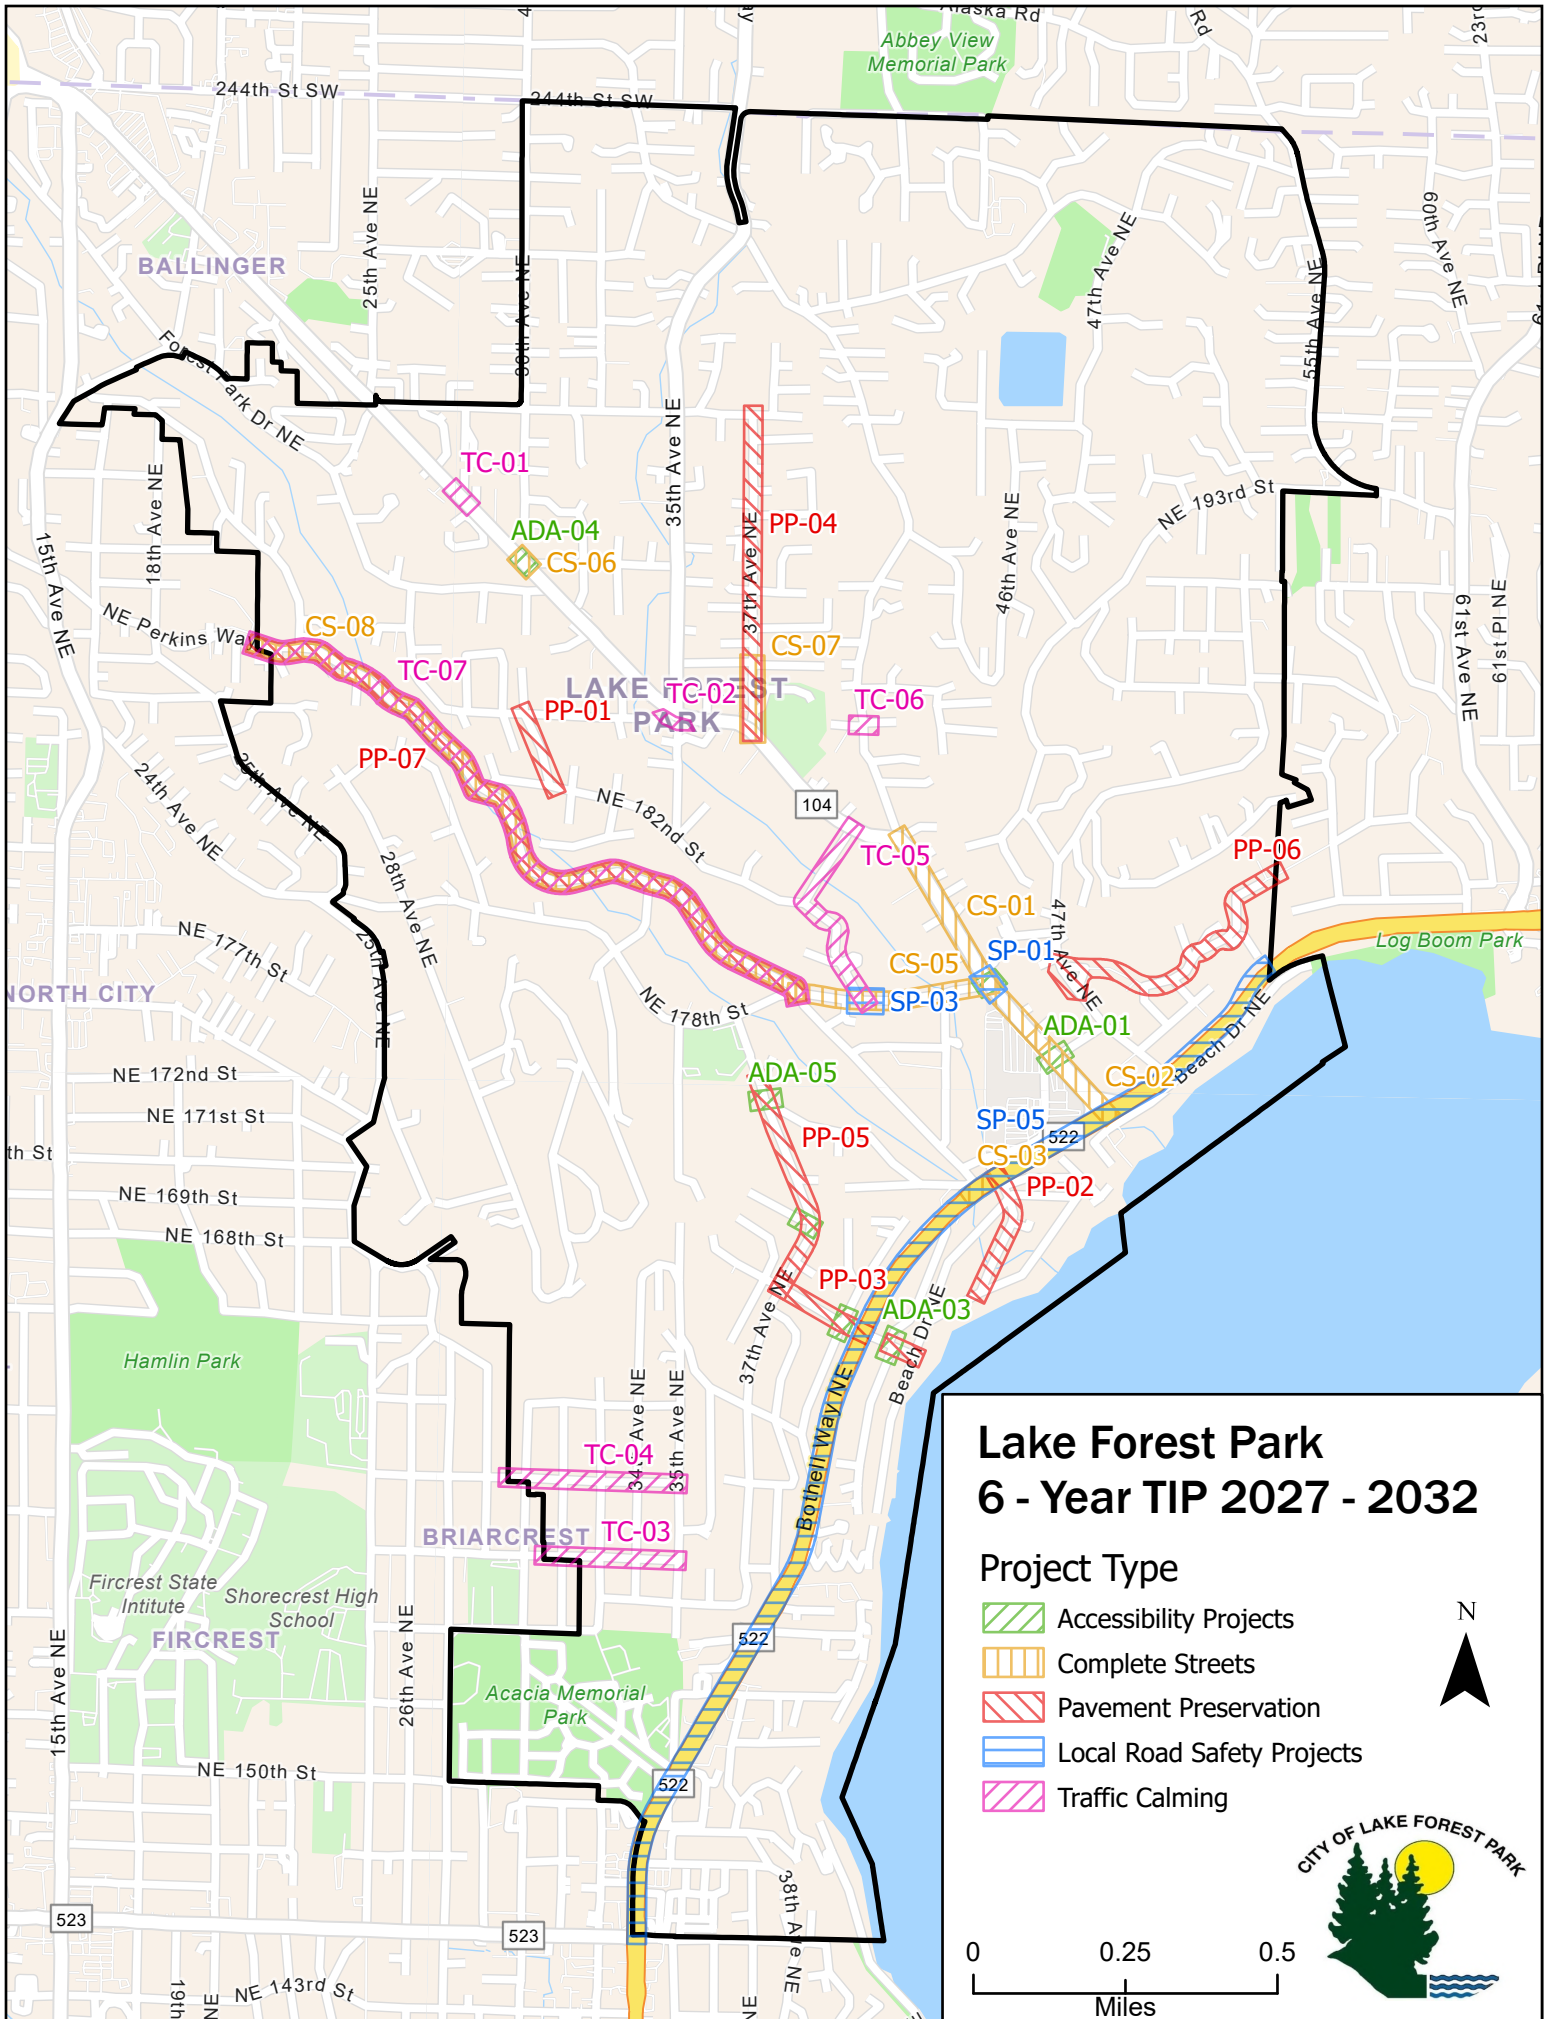 Alaska Rd
Rd
23rd
4
ay
Abbey View
Memorial Park
244th St SW
244th St SW
25th Ave NE
BALLINGER
30th Ave NE
47th Ave NE
60th Ave NE
55th Ave NE
Forest Park Dr NE
35th Ave NE
TC-01
NE 193rd St
18th Ave NE
15th Ave NE
ADA-04
CS-06
PP-04
37th Ave NE
46th Ave NE
61st Ave NE
61st Pl NE
NE Perkins Way
CS-08
TC-07
CS-07
LAKE FOREST
PARK
TC-02
TC-06
PP-01
PP-07
25th Ave NE
24th Ave NE
NE 182nd St
104
TC-05
PP-06
28th Ave NE
CS-01
47th Ave NE
NE 177th St
25th Ave NE
SP-01
CS-05
Log Boom Park
NORTH CITY
NE 178th St
SP-03
ADA-01
Beach Dr NE
NE 172nd St
ADA-05
CS-02
NE 171st St
SP-05
522
th St
PP-05
CS-03
NE 169th St
PP-02
NE 168th St
PP-03
ADA-03
37th Ave NE
Beach Dr NE
Hamlin Park
34th Ave NE
35th Ave NE
Bothell Way NE
TC-04
BRIARCREST
TC-03
Fircrest State
Intitute
Shorecrest High
School
FIRCREST
15th Ave NE
26th Ave NE
522
Acacia Memorial
Park
NE 150th St
522
38th Ave NE
523
523
NE 143rd St
19th
NE
NE
Lake Forest Park
6 - Year TIP 2027 - 2032
Project Type
Accessibility Projects
Complete Streets
Pavement Preservation
Local Road Safety Projects
Traffic Calming
N
CITY OF LAKE FOREST PARK
0 0.25 0.5
Miles